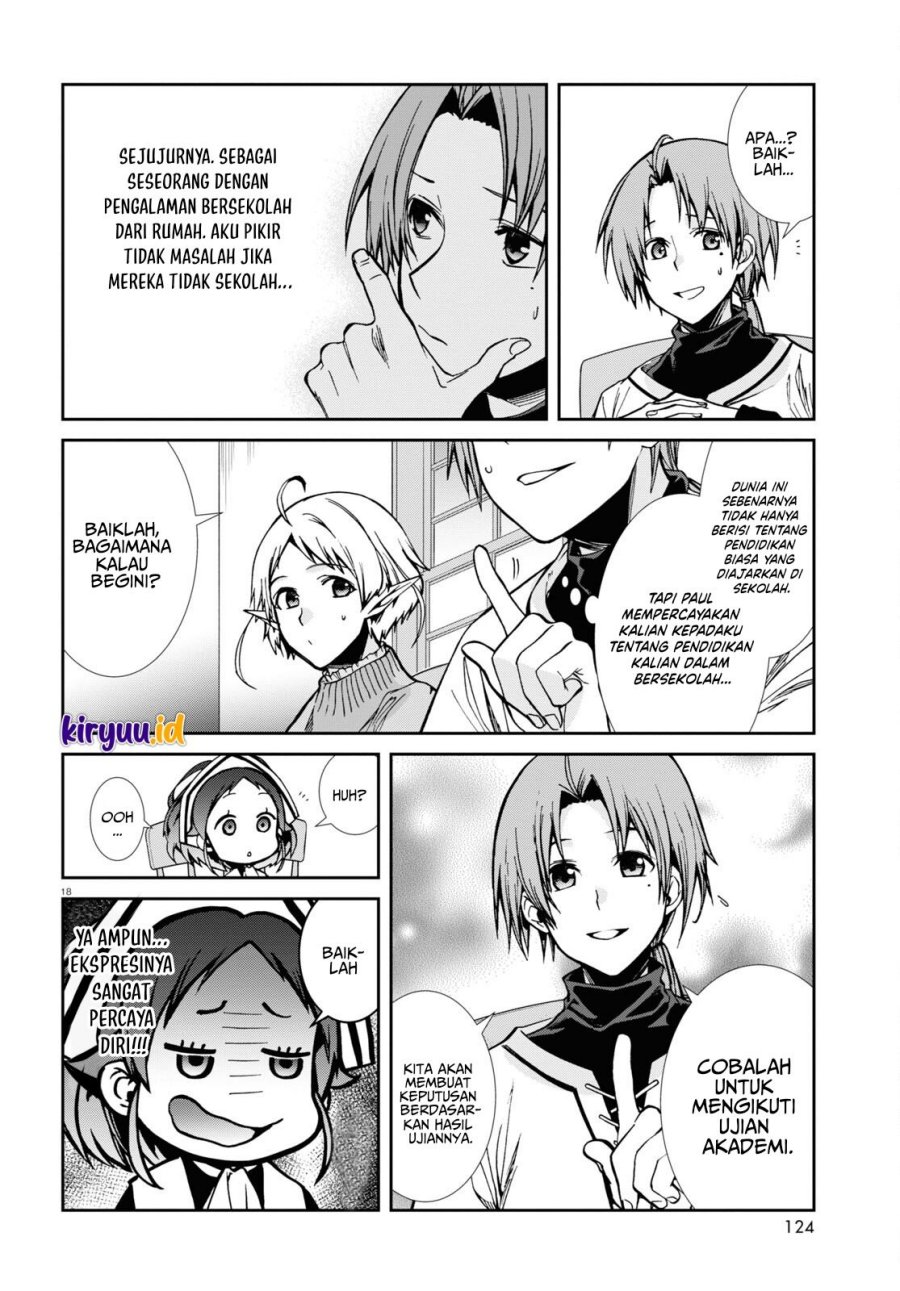 APA...?
BAIK-
LAH...
SEJUJURNYA. SEBAGAI
SESEORANG DENGAN
PENGALAMAN BERSEKOLAH
DARI RUMAH. AKU PIKIR
TIDAK MASALAH JIKA
MEREKA TIDAK SEKOLAH...
DUNIA INI
SEBENARNYA
TIDAK HANYA
BERISI TENTANG
PENDIDIKAN
BIASA YANG
DIAJARKAN DI
SEKOLAH.
TAPI PAUL
MEMPERCAYAKAN
KALIAN KEPADAKU
TENTANG PENDIDIKAN
KALIAN DALAM
BERSEKOLAH...
BAIKLAH,
BAGAIMANA
KALAU
BEGINI?
kiryuu.id
COBALAH
UNTUK
MENGIKUTI
UJIAN
AKADEMI.
KITA AKAN
MEMBUAT
KEPUTUSAN
BERDASAR-
KAN HASIL
UJIANNYA.
HUH?
OOH
...
18
BAIK-
LAH
YA AMPUN...
EKSPRESINYA
SANGAT
PERCAYA
DIRI!!!
124